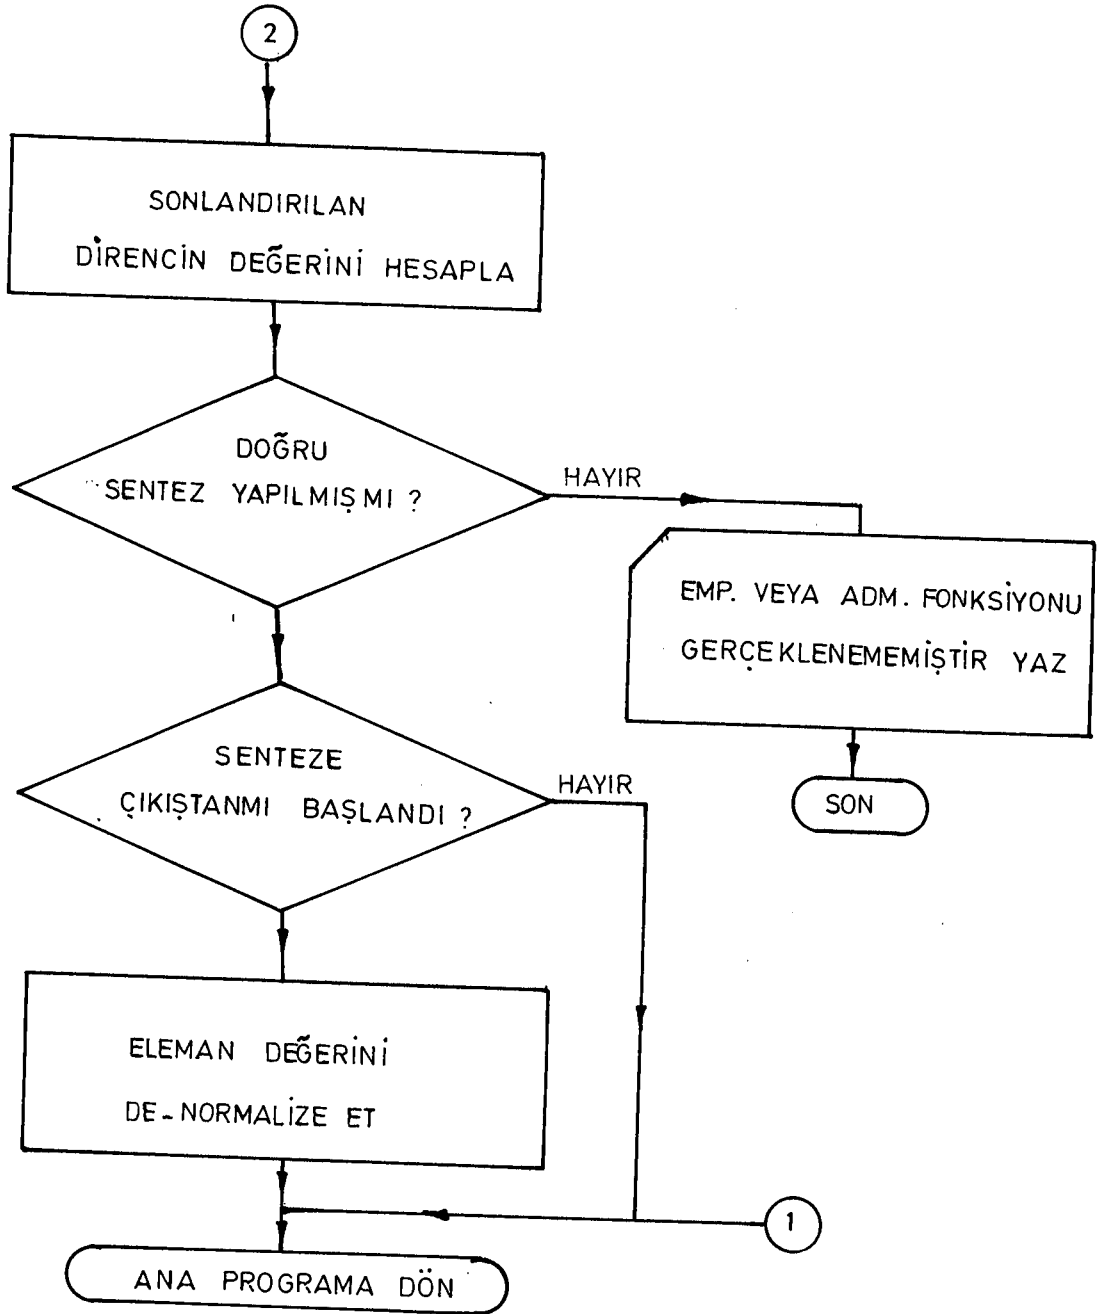 2
SONLANDIRILAN
DİRENCİN DEĞERİNİ HESAPLA
DOĞRU
SENTEZ YAPILMIŞMI ?
HAYIR
EMP. VEYA ADM. FONKSİYONU
GERÇEKLENEMEMİŞTİR YAZ
SON
SENTEZE
ÇIKIŞTANMI BAŞLANDI ?
HAYIR
ELEMAN DEĞERİNİ
DE-NORMALİZE ET
1
ANA PROGRAMA DÖN